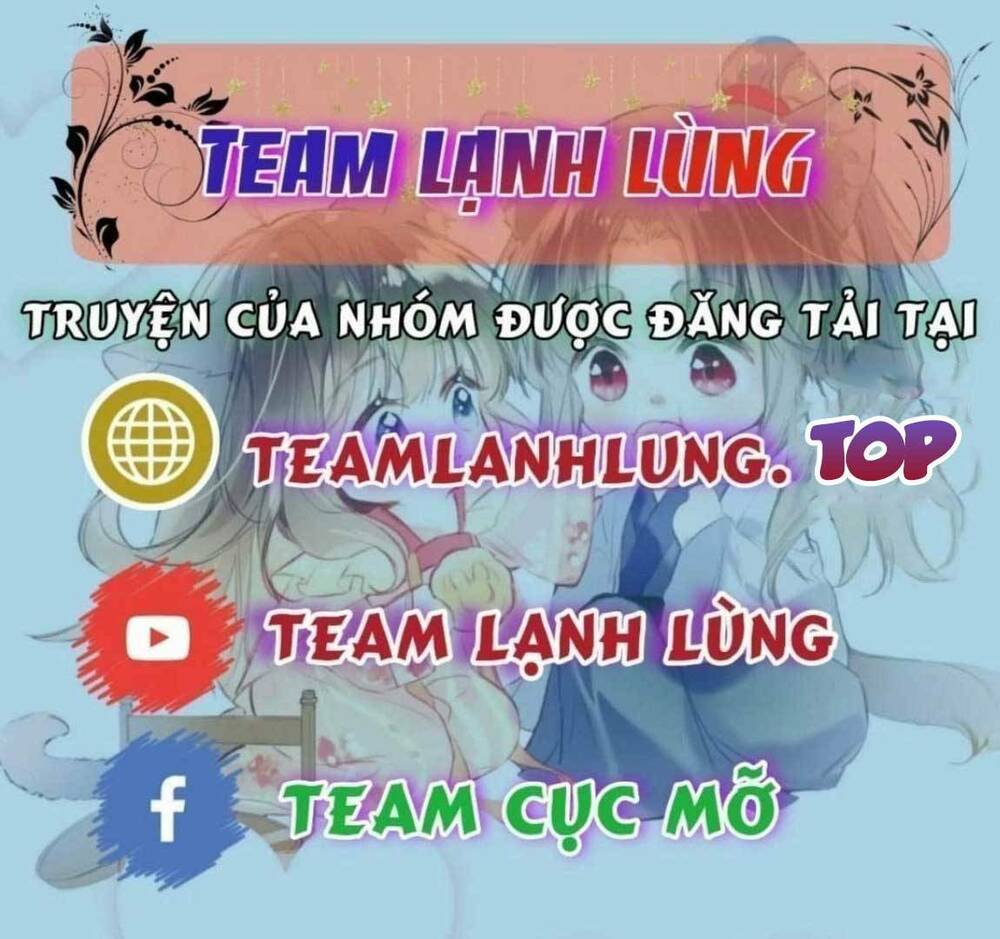 TEAM LẠNH LÙNG
TRUYỆN CỦA NHÓM ĐƯỢC ĐĂNG TẢI TẠI
TEAMLANHLUNG. TOP
TEAM LẠNH LÙNG
f TEAM CỤC MỠ